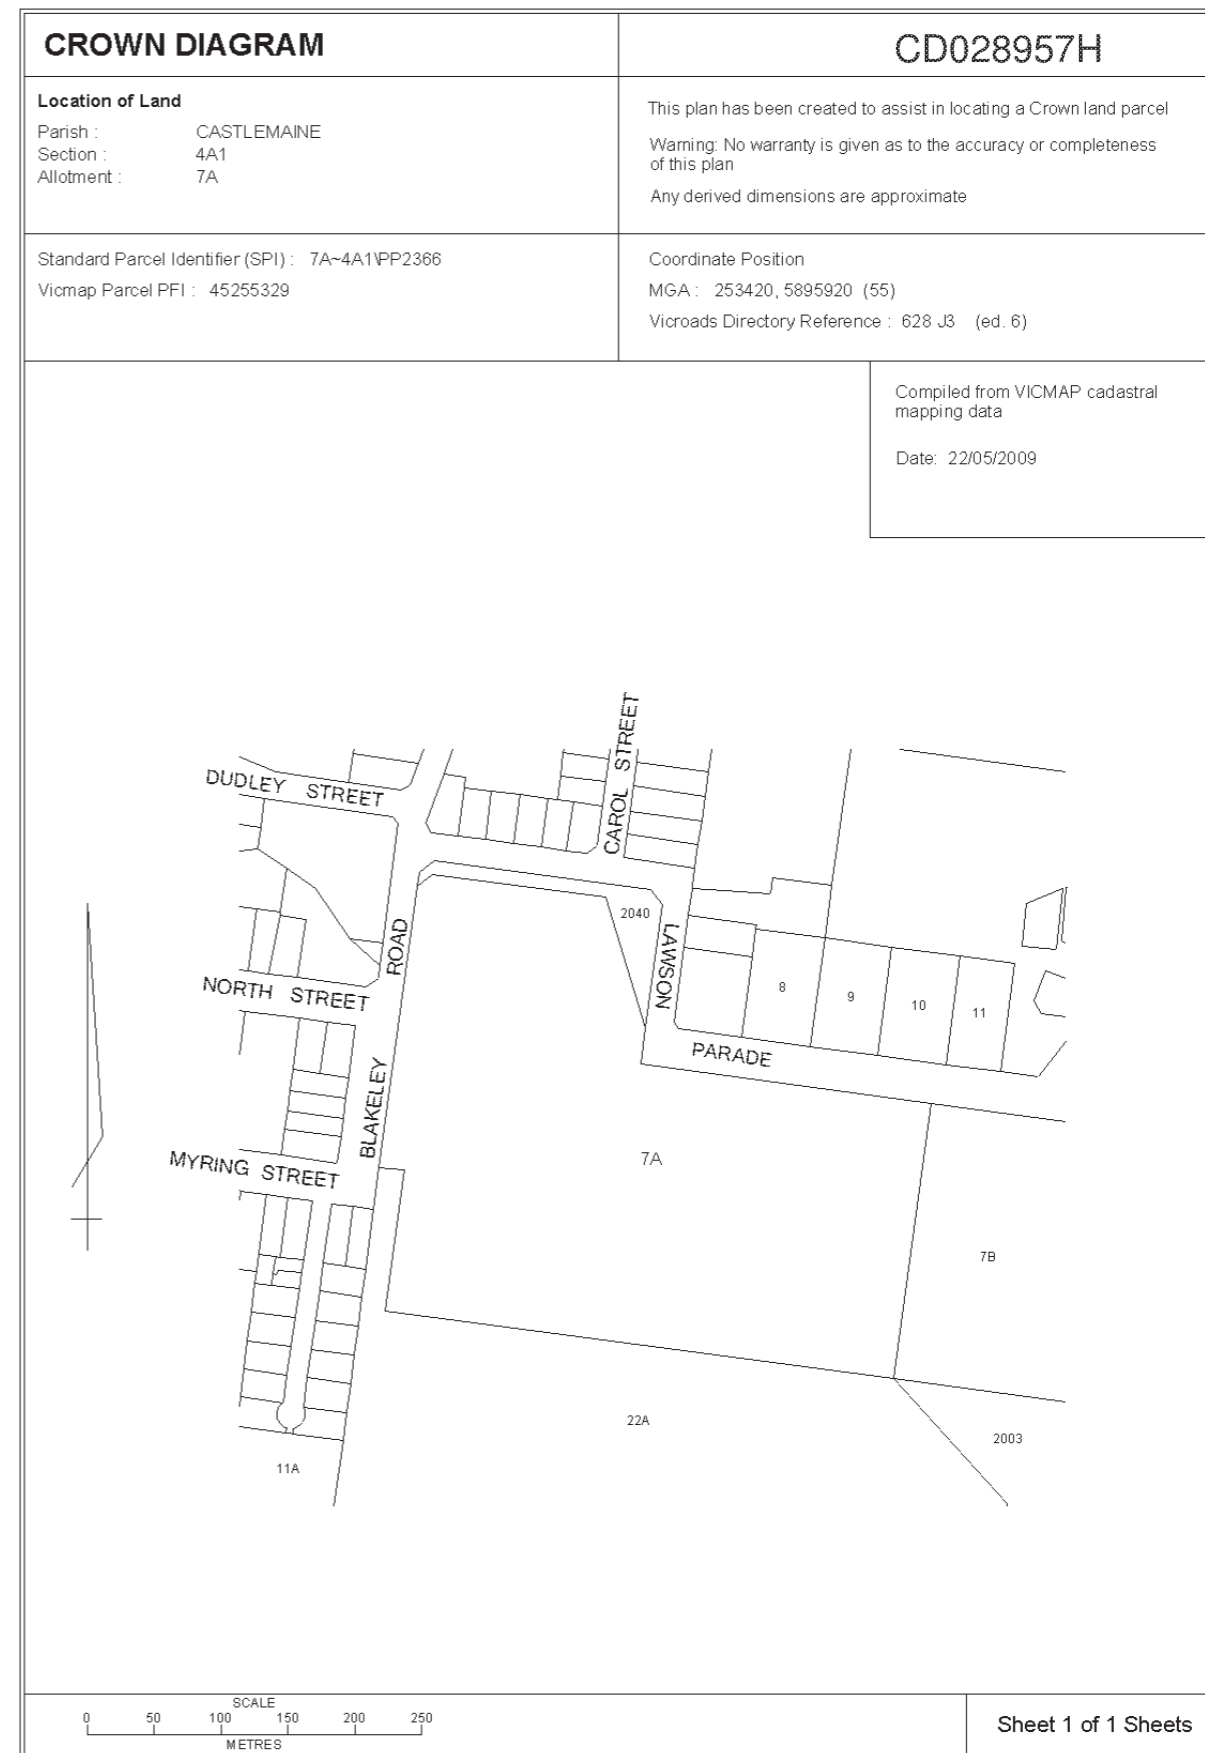 CROWN DIAGRAM
CD028957H
Location of Land
Parish : CASTLEMAINE
Section : 4A1
Allotment : 7A
This plan has been created to assist in locating a Crown land parcel
Warning: No warranty is given as to the accuracy or completeness
of this plan
Any derived dimensions are approximate
Standard Parcel Identifier (SPI) : 7A~4A1\PP2366
Vicmap Parcel PFI : 45255329
Coordinate Position
MGA : 253420, 5895920 (55)
Vicroads Directory Reference : 628 J3 (ed. 6)
Compiled from VICMAP cadastral
mapping data
Date: 22/05/2009
CAROL STREET
DUDLEY STREET
2040
LAWSON
ROAD
NORTH STREET
8
9
10
11
PARADE
BLAKELEY
7A
MYRING STREET
7B
22A
2003
11A
SCALE
0 50 100 150 200 250
METRES
Sheet 1 of 1 Sheets